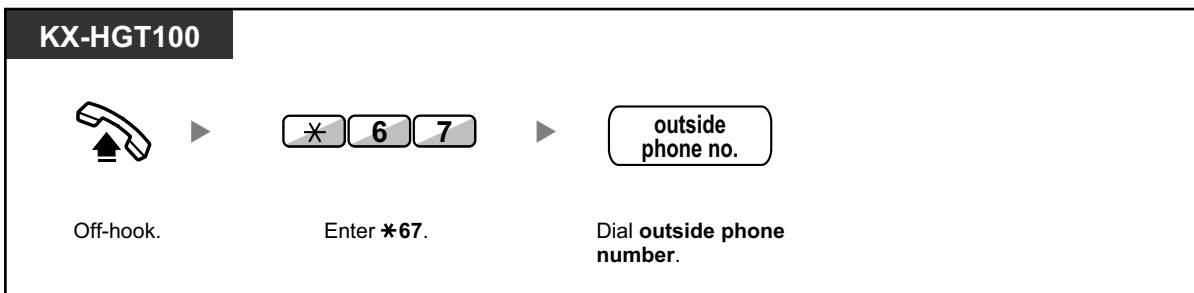 KX-HGT100
* 6 7
outside
phone no.
Off-hook.
Enter *67.
Dial outside phone
number.